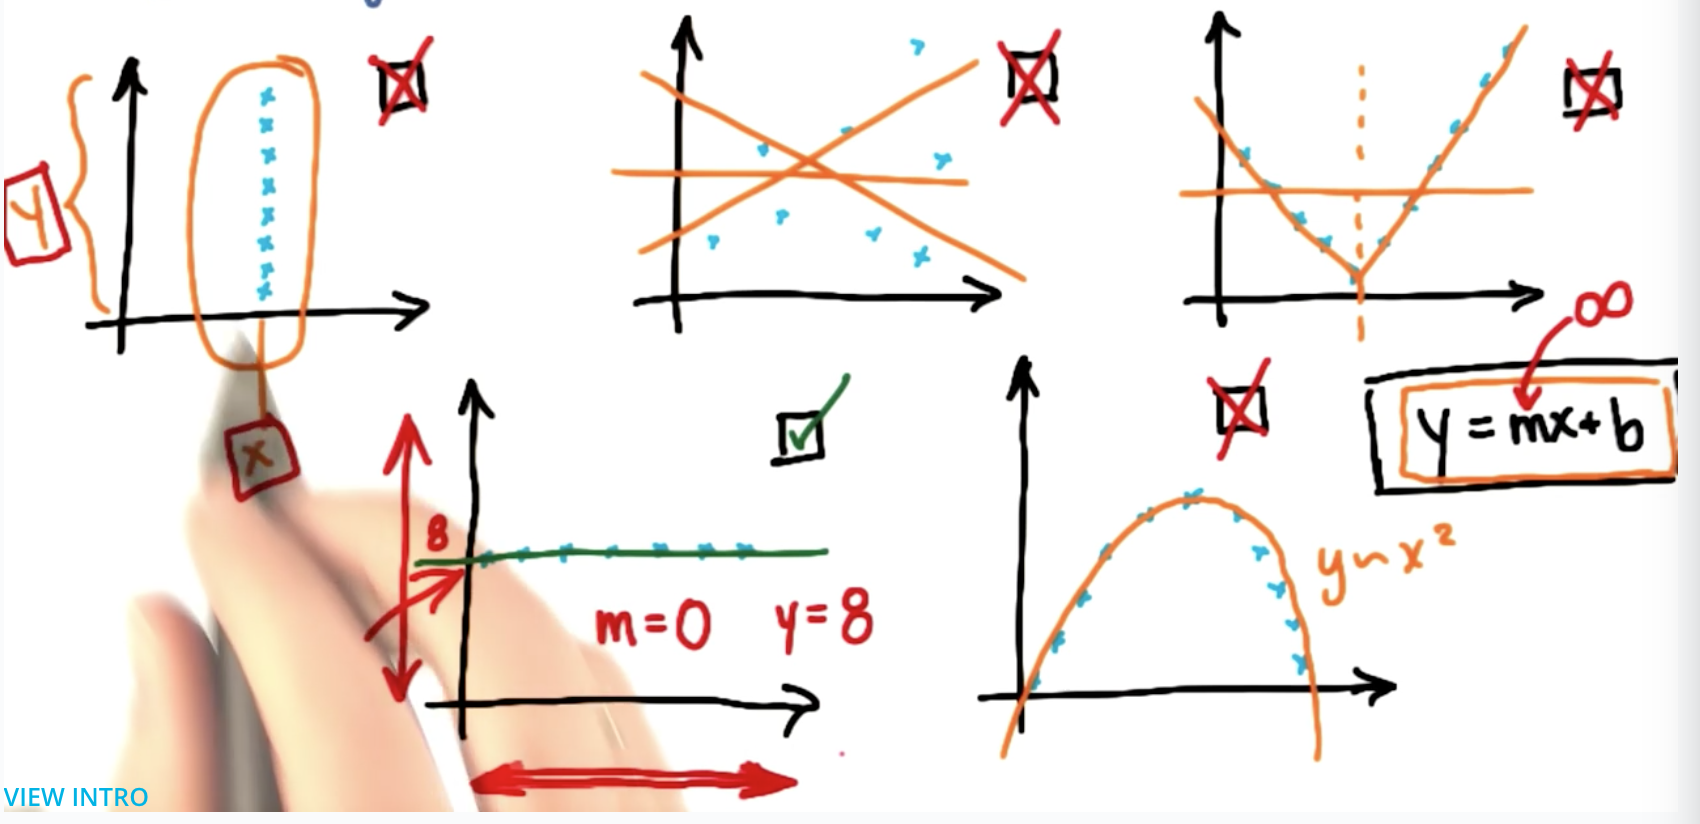 Y
x
8
m=0 y=8
∞
y = mx+b
y~x²
VIEW INTRO